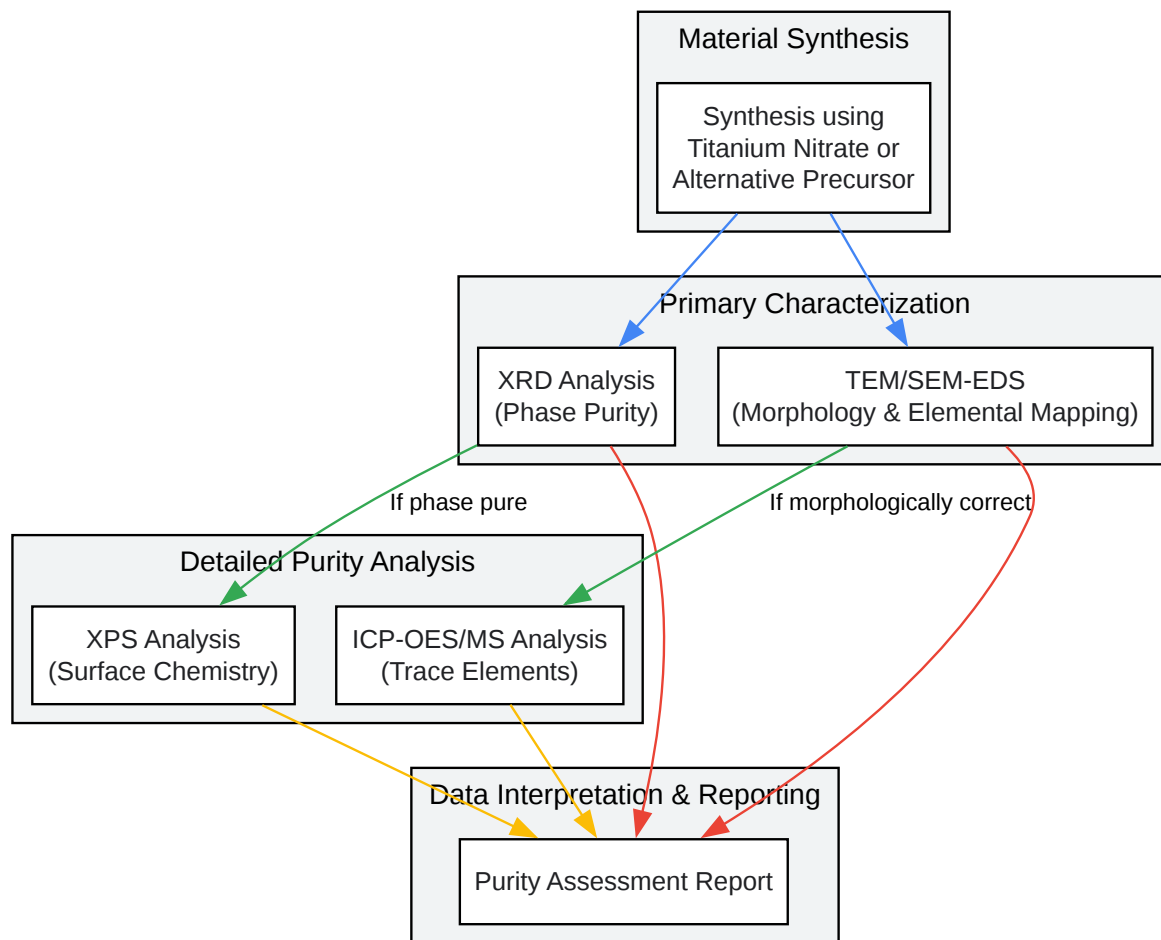 Material Synthesis
Synthesis using
Titanium Nitrate or
Alternative Precursor
Primary Characterization
XRD Analysis
(Phase Purity)
TEM/SEM-EDS
(Morphology & Elemental Mapping)
If phase pure
If morphologically correct
Detailed Purity Analysis
XPS Analysis
(Surface Chemistry)
ICP-OES/MS Analysis
(Trace Elements)
Data Interpretation & Reporting
Purity Assessment Report